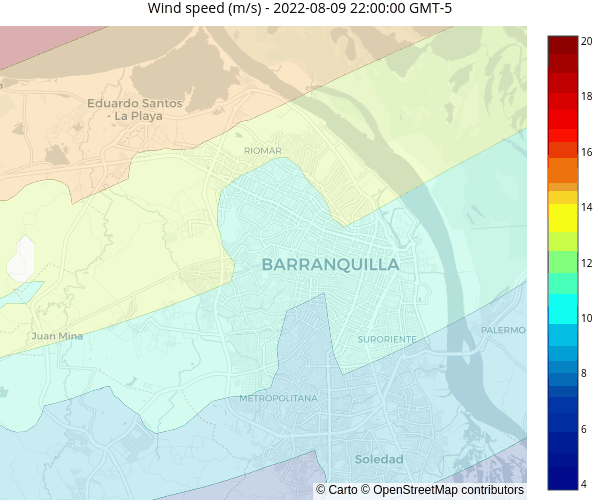 Wind speed (m/s) - 2022-08-09 22:00:00 GMT-5
20
18
16
14
12
10
8
6
4
Eduardo Santos
- La Playa
RIOMAR
BARRANQUILLA
Juan Mina
SURORIENTE
PALERMO
METROPOLITANA
Soledad
© Carto © OpenStreetMap contributors